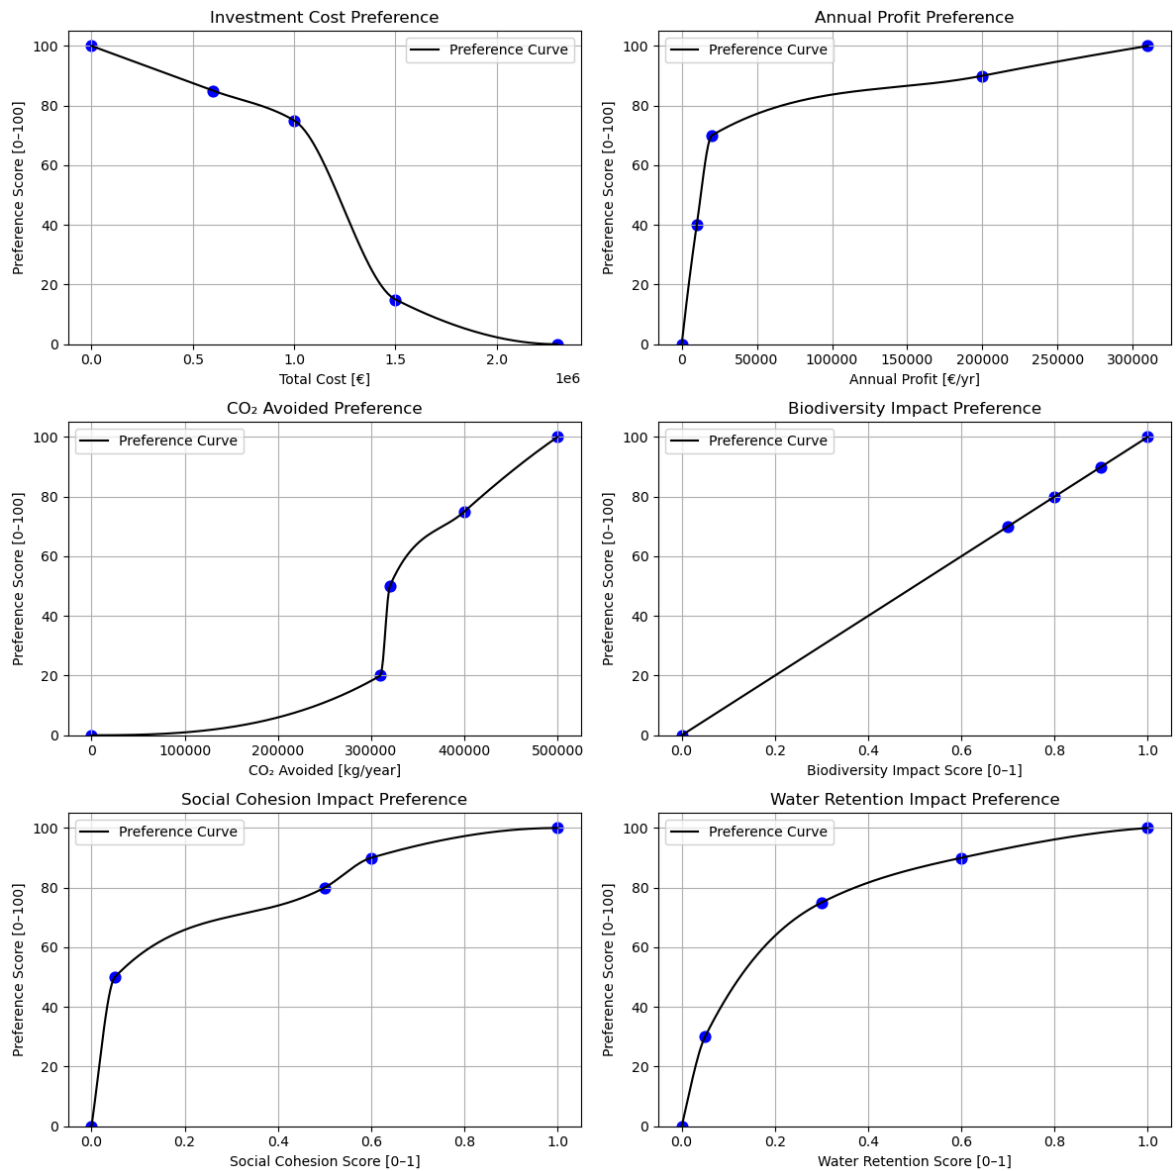 Investment Cost Preference
Preference Score [0–100]
100
80
60
40
20
0
Preference Curve
0.0 0.5 1.0 1.5 2.0
1e6
Total Cost [€]
Annual Profit Preference
Preference Score [0–100]
100
80
60
40
20
0
Preference Curve
0 50000 100000 150000 200000 250000 300000
Annual Profit [€/yr]
CO₂ Avoided Preference
Preference Score [0–100]
100
80
60
40
20
0
Preference Curve
0 100000 200000 300000 400000 500000
CO₂ Avoided [kg/year]
Biodiversity Impact Preference
Preference Score [0–100]
100
80
60
40
20
0
Preference Curve
0.0 0.2 0.4 0.6 0.8 1.0
Biodiversity Impact Score [0–1]
Social Cohesion Impact Preference
Preference Score [0–100]
100
80
60
40
20
0
Preference Curve
0.0 0.2 0.4 0.6 0.8 1.0
Social Cohesion Score [0–1]
Water Retention Impact Preference
Preference Score [0–100]
100
80
60
40
20
0
Preference Curve
0.0 0.2 0.4 0.6 0.8 1.0
Water Retention Score [0–1]